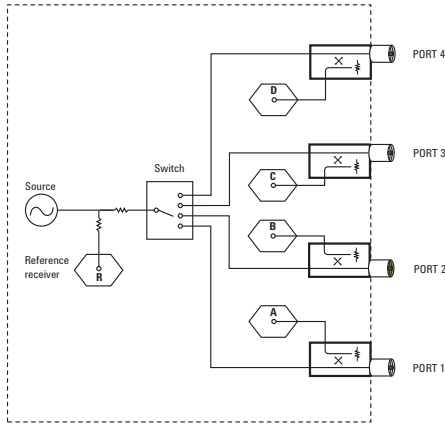 PORT 4
D
PORT 3
Switch
C
Source
B
Reference
receiver
R
PORT 2
A
PORT 1